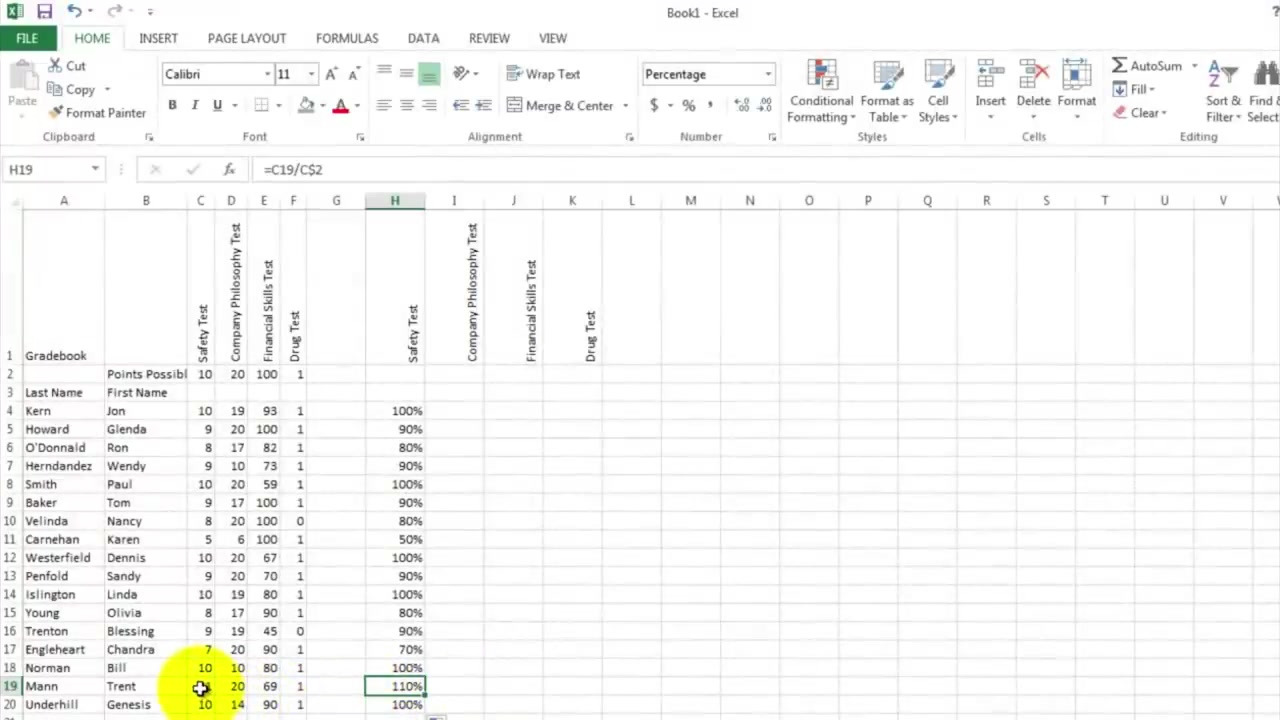 Book1 - Excel
?
FILE HOME INSERT PAGE LAYOUT FORMULAS DATA REVIEW VIEW
Paste
Cut
Copy
Format Painter
Calibri 11
B I U
Wrap Text
Merge & Center
Percentage
$ % ,
Conditional Formatting
Format as Table
Cell Styles
Insert
Delete
Format
AutoSum
Fill
Clear
Sort & Filter
Find &
Clipboard Font Alignment Number Styles Cells Editing
H19 fx =C19/C$2
A B C D E F G H I J K L M N O P Q R S T U V
1 Gradebook Safety Test Company Philosophy Test Financial Skills Test Drug Test Safety Test Company Philosophy Test Financial Skills Test Drug Test
2 Points Possibl 10 20 100 1
3 Last Name First Name
4 Kern Jon 10 19 93 1 100%
5 Howard Glenda 9 20 100 1 90%
6 O'Donnald Ron 8 17 82 1 80%
7 Herndandez Wendy 9 10 73 1 90%
8 Smith Paul 10 20 59 1 100%
9 Baker Tom 9 17 100 1 90%
10 Velinda Nancy 8 20 100 0 80%
11 Carnehan Karen 5 6 100 1 50%
12 Westerfield Dennis 10 20 67 1 100%
13 Penfold Sandy 9 20 70 1 90%
14 Islington Linda 10 19 80 1 100%
15 Young Olivia 8 17 90 1 80%
16 Trenton Blessing 9 19 45 0 90%
17 Engleheart Chandra 7 20 90 1 70%
18 Norman Bill 10 10 80 1 100%
19 Mann Trent 20 69 1 110%
20 Underhill Genesis 10 14 90 1 100%